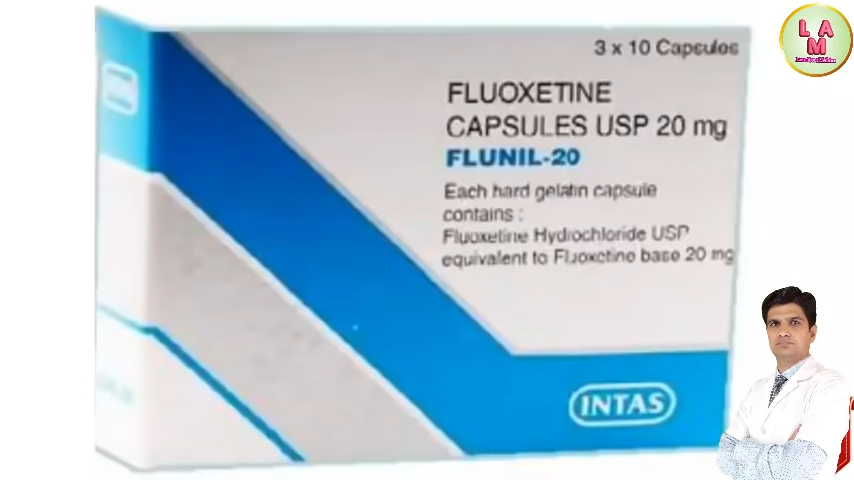 3 x 10 Capsules
FLUOXETINE
CAPSULES USP 20 mg
FLUNIL-20
Each hard gelatin capsule
contains :
Fluoxetine Hydrochloride USP
equivalent to Fluoxetine base 20 mg
INTAS
L A
M